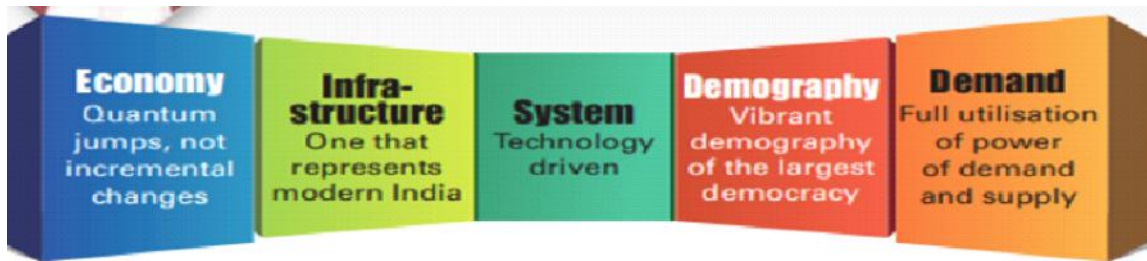 Economy
Quantum
jumps, not
incremental
changes
Infra-
structure
One that
represents
modern India
System
Technology
driven
Demography
Vibrant
demography
of the largest
democracy
Demand
Full utilisation
of power
of demand
and supply